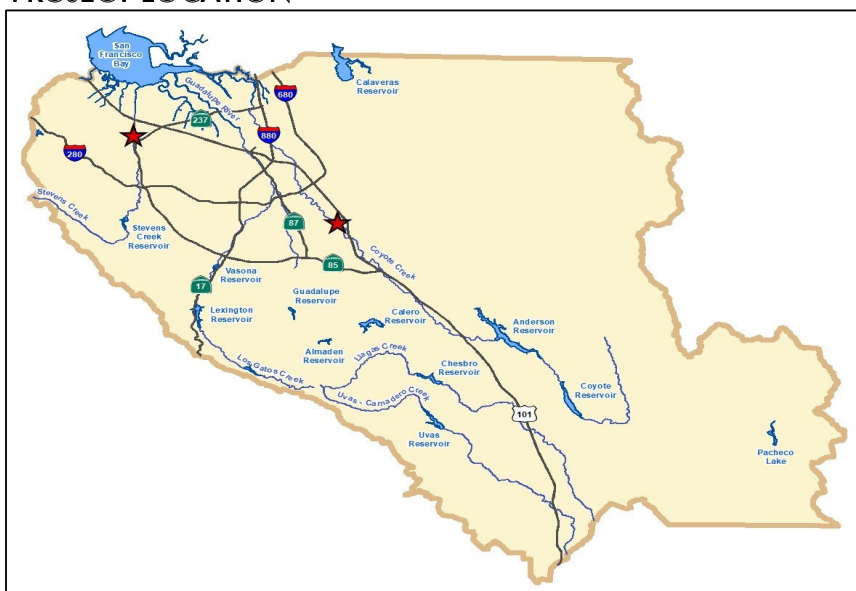 PROJECT LOCATION
San
Francisco
Bay
Calaveras
Reservoir
680
Guadalupe River
237
880
280
Stevens Creek
Stevens
Creek
Reservoir
87
Coyote Creek
85
Vasona
Reservoir
17
Guadalupe
Reservoir
Lexington
Reservoir
Calero
Reservoir
Anderson
Reservoir
Almaden
Reservoir
Llagas Creek
Los Gatos Creek
Chesbro
Reservoir
Coyote
Reservoir
Uvas - Carnadero Creek
101
Uvas
Reservoir
Pacheco
Lake